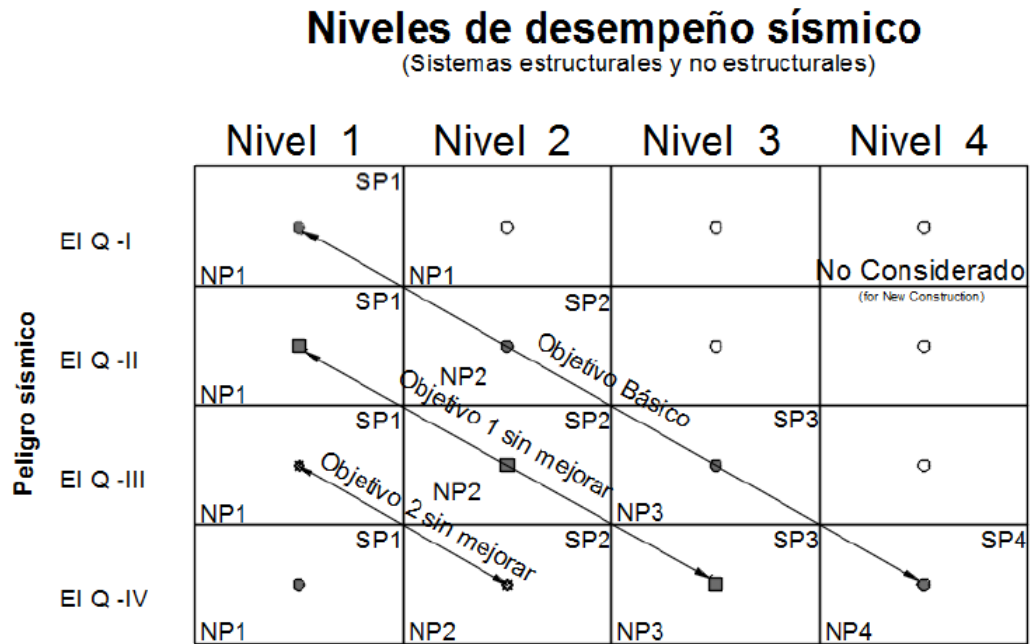 Niveles de desempeño sísmico
(Sistemas estructurales y no estructurales)
Nivel 1 Nivel 2 Nivel 3 Nivel 4
Peligro sísmico
SP1
EI Q -I
NP1 NP1 No Considerado
(for New Construction)
SP1 SP2
EI Q -II
Objetivo Básico
NP2
NP1
Objetivo 1 sin mejorar
SP1 SP2 SP3
EI Q -III
Objetivo 2 sin mejorar
NP2
NP1 NP3
SP1 SP2 SP3 SP4
EI Q -IV
NP1 NP2 NP3 NP4